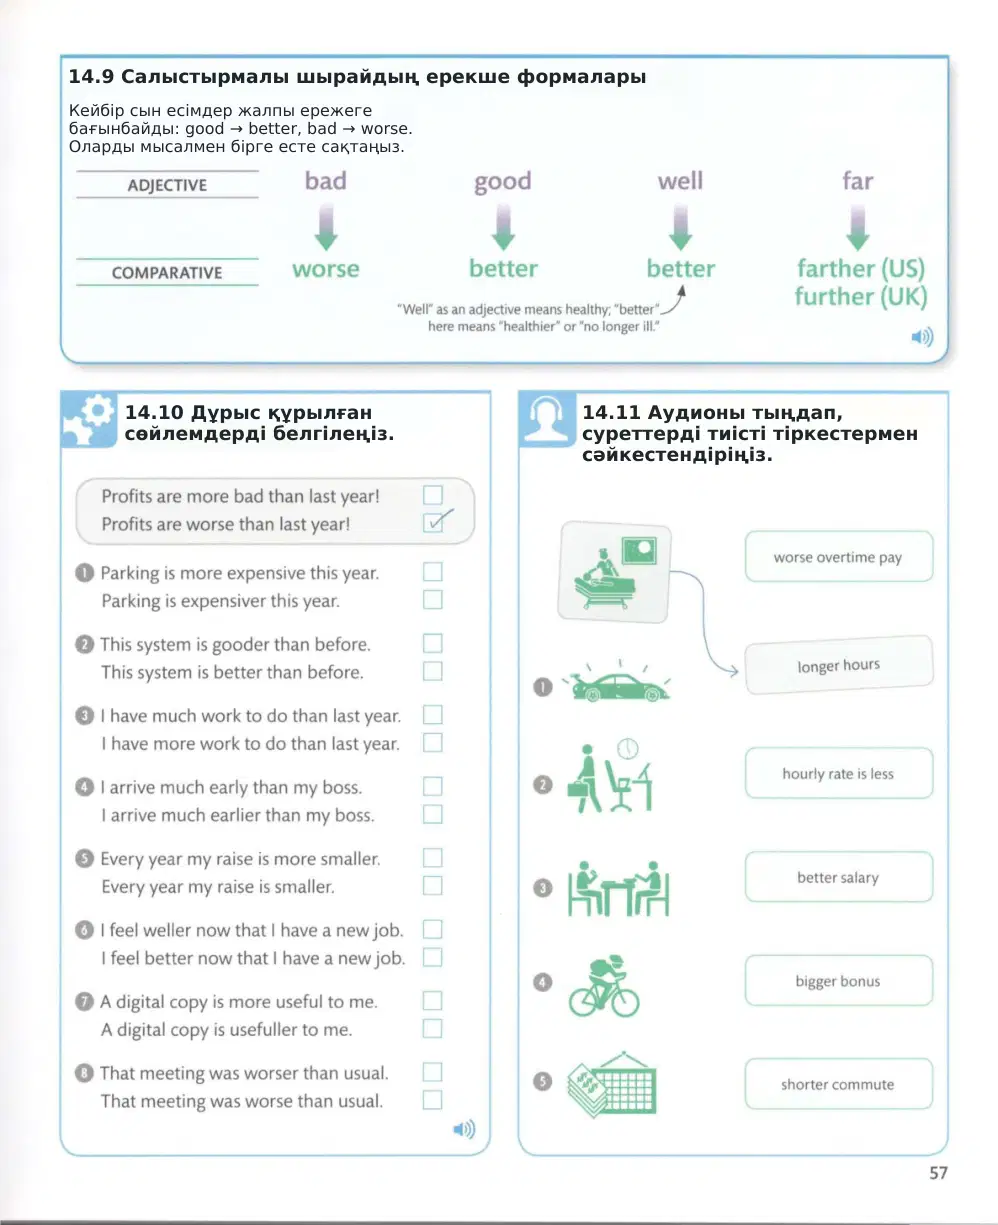 14.9 Салыстырмалы шырайдың ерекше формалары
Кейбір сын есімдер жалпы ережеге
бағынбайды: good → better, bad → worse.
Оларды мысалмен бірге есте сақтаңыз.
ADJECTIVE bad good well far
COMPARATIVE worse better better farther (US)
further (UK)
"Well" as an adjective means healthy; "better"
here means "healthier" or "no longer ill."
14.10 Дұрыс құрылған
сөйлемдерді белгілеңіз.
Profits are more bad than last year!
Profits are worse than last year!
1 Parking is more expensive this year.
Parking is expensiver this year.
2 This system is gooder than before.
This system is better than before.
3 I have much work to do than last year.
I have more work to do than last year.
4 I arrive much early than my boss.
I arrive much earlier than my boss.
5 Every year my raise is more smaller.
Every year my raise is smaller.
6 I feel weller now that I have a new job.
I feel better now that I have a new job.
7 A digital copy is more useful to me.
A digital copy is usefuller to me.
8 That meeting was worser than usual.
That meeting was worse than usual.
14.11 Аудионы тыңдап,
суреттерді тиісті тіркестермен
сәйкестендіріңіз.
worse overtime pay
longer hours
1
hourly rate is less
2
better salary
3
bigger bonus
4
shorter commute
5
57